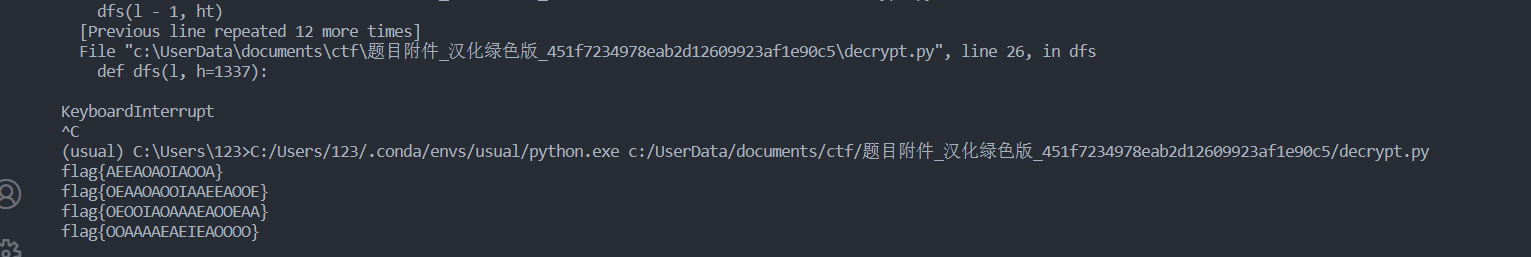 dfs(l - 1, ht)
[Previous line repeated 12 more times]
File "c:\UserData\documents\ctf\题目附件_汉化绿色版_451f7234978eab2d12609923af1e90c5\decrypt.py", line 26, in dfs
def dfs(l, h=1337):
KeyboardInterrupt
^C
(usual) C:\Users\123>C:/Users/123/.conda/envs/usual/python.exe c:/UserData/documents/ctf/题目附件_汉化绿色版_451f7234978eab2d12609923af1e90c5/decrypt.py
flag{AEEAOAOIAOOA}
flag{OEAAOAOOIAAEEAOOE}
flag{OEOOIAOAAAEAOOEAA}
flag{OOAAAAEAEIEAOOOO}